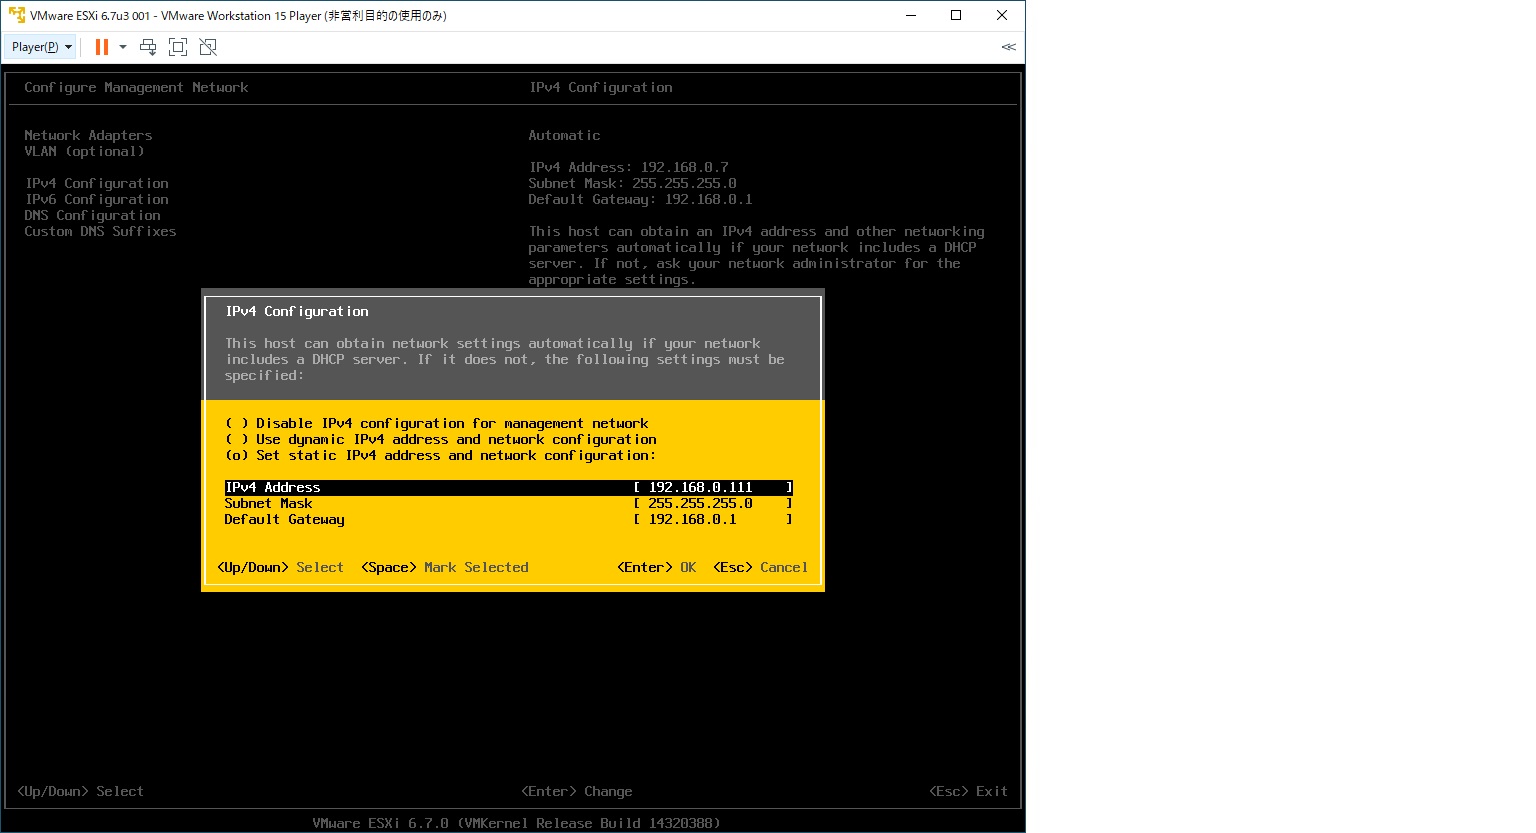 VMware ESXi 6.7u3 001 - VMware Workstation 15 Player (非営利目的の使用のみ)
Player(P)
Configure Management Network
IPv4 Configuration
Network Adapters
VLAN (optional)
IPv4 Configuration
IPv6 Configuration
DNS Configuration
Custom DNS Suffixes
Automatic
IPv4 Address: 192.168.0.7
Subnet Mask: 255.255.255.0
Default Gateway: 192.168.0.1
This host can obtain an IPv4 address and other networking
parameters automatically if your network includes a DHCP
server. If not, ask your network administrator for the
appropriate settings.
IPv4 Configuration
This host can obtain network settings automatically if your network
includes a DHCP server. If it does not, the following settings must be
specified:
( ) Disable IPv4 configuration for management network
( ) Use dynamic IPv4 address and network configuration
(o) Set static IPv4 address and network configuration:
IPv4 Address [ 192.168.0.111 ]
Subnet Mask [ 255.255.255.0 ]
Default Gateway [ 192.168.0.1 ]
<Up/Down> Select <Space> Mark Selected <Enter> OK <Esc> Cancel
<Up/Down> Select <Enter> Change <Esc> Exit
VMware ESXi 6.7.0 (VMKernel Release Build 14320388)